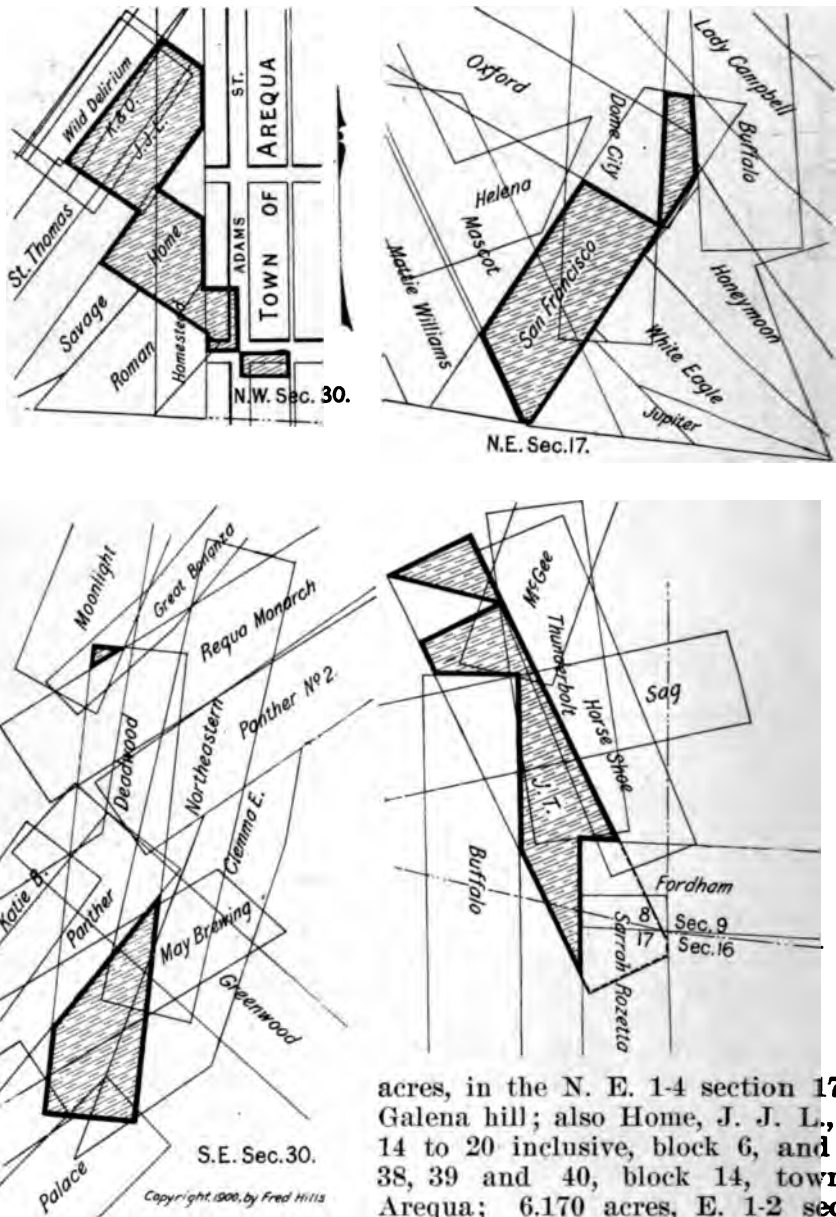 Wild Delirium
K. & O.
J. J. L.
St. Thomas
Home
Savage
Roman
Homestead
ADAMS ST.
TOWN OF AREQUA
N.W. Sec. 30.
Oxford
Lady Campbell
Dome City
Buffalo
Helena
Mascot
Mattie Williams
San Francisco
Honeymoon
White Eagle
Jupiter
N.E. Sec. 17.
Moonlight
Great Bonanza
Requa Monarch
Panther No 2.
Deadwood
Northeastern
Clemma E.
Katie B.
Panther
May Brewing
Greenwood
Palace
S.E. Sec. 30.
Copyright, 1900, by Fred Hills
McGee
Thunderbolt
Horse Shoe
Sag
J. T.
Buffalo
Fordham
8 Sec. 9
17 Sec. 16
Sarrah Rozetta
acres, in the N. E. 1-4 section 17
Galena hill; also Home, J. J. L.,
14 to 20 inclusive, block 6, and
38, 39 and 40, block 14, town
Arequa; 6.170 acres, E. 1-2 sec